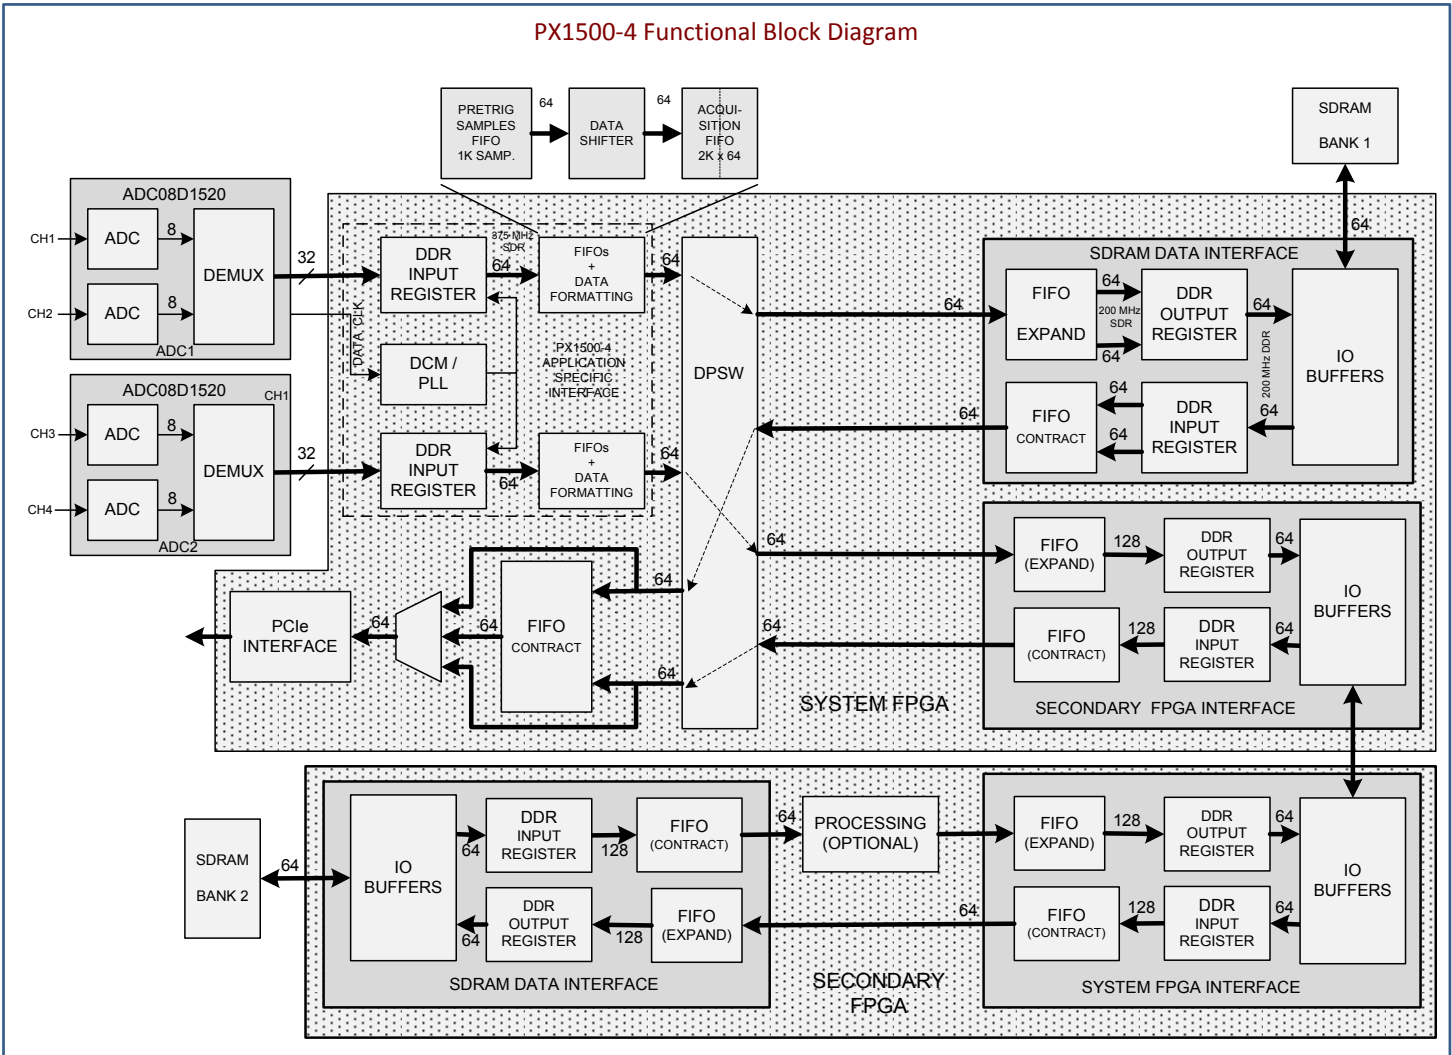 PX1500-4 Functional Block Diagram
PRETRIG
SAMPLES
FIFO
1K SAMP.
64
DATA
SHIFTER
64
ACQUI-
SITION
FIFO
2K x 64
SDRAM
BANK 1
64
ADC08D1520
CH1
ADC
8
CH2
ADC
8
DEMUX
ADC1
32
DATA CLK
DDR
INPUT
REGISTER
375 MHz
SDR
64
FIFOs
+
DATA
FORMATTING
64
DCM /
PLL
PX1500-4
APPLICATION
SPECIFIC
INTERFACE
DPSW
ADC08D1520
CH1
CH3
ADC
8
CH4
ADC
8
DEMUX
ADC2
32
DDR
INPUT
REGISTER
64
FIFOs
+
DATA
FORMATTING
64
64
SDRAM DATA INTERFACE
FIFO
EXPAND
64
200 MHz
SDR
64
DDR
OUTPUT
REGISTER
64
200 MHz DDR
IO
BUFFERS
64
FIFO
CONTRACT
64
64
DDR
INPUT
REGISTER
64
64
FIFO
(EXPAND)
128
DDR
OUTPUT
REGISTER
64
IO
BUFFERS
64
FIFO
(CONTRACT)
128
DDR
INPUT
REGISTER
64
SECONDARY FPGA INTERFACE
PCIe
INTERFACE
64
64
FIFO
CONTRACT
64
64
SYSTEM FPGA
SDRAM
BANK 2
64
IO
BUFFERS
64
DDR
INPUT
REGISTER
128
FIFO
(CONTRACT)
64
PROCESSING
(OPTIONAL)
64
DDR
OUTPUT
REGISTER
128
FIFO
(EXPAND)
SDRAM DATA INTERFACE
SECONDARY
FPGA
FIFO
(EXPAND)
128
DDR
OUTPUT
REGISTER
64
IO
BUFFERS
64
FIFO
(CONTRACT)
128
DDR
INPUT
REGISTER
64
SYSTEM FPGA INTERFACE